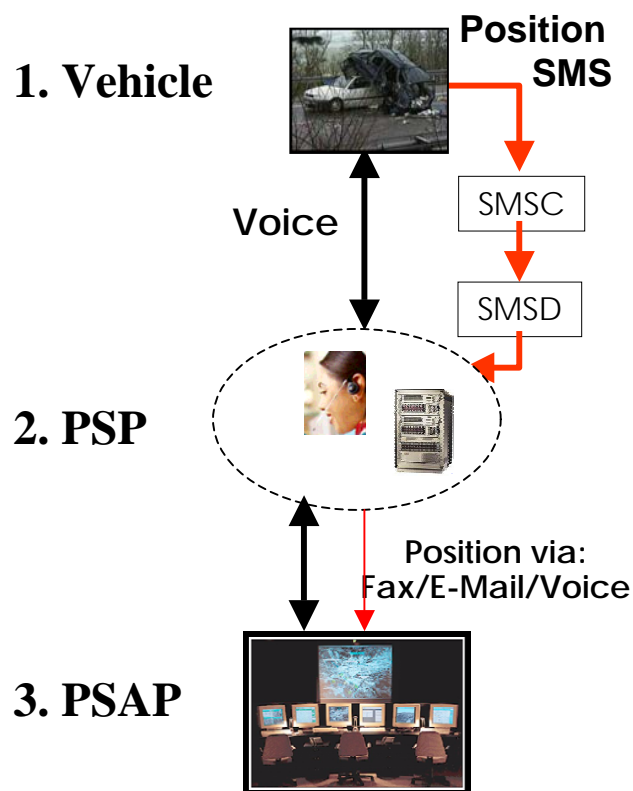 Position
SMS
1. Vehicle
SMSC
Voice
SMSD
2. PSP
Position via:
Fax/E-Mail/Voice
3. PSAP